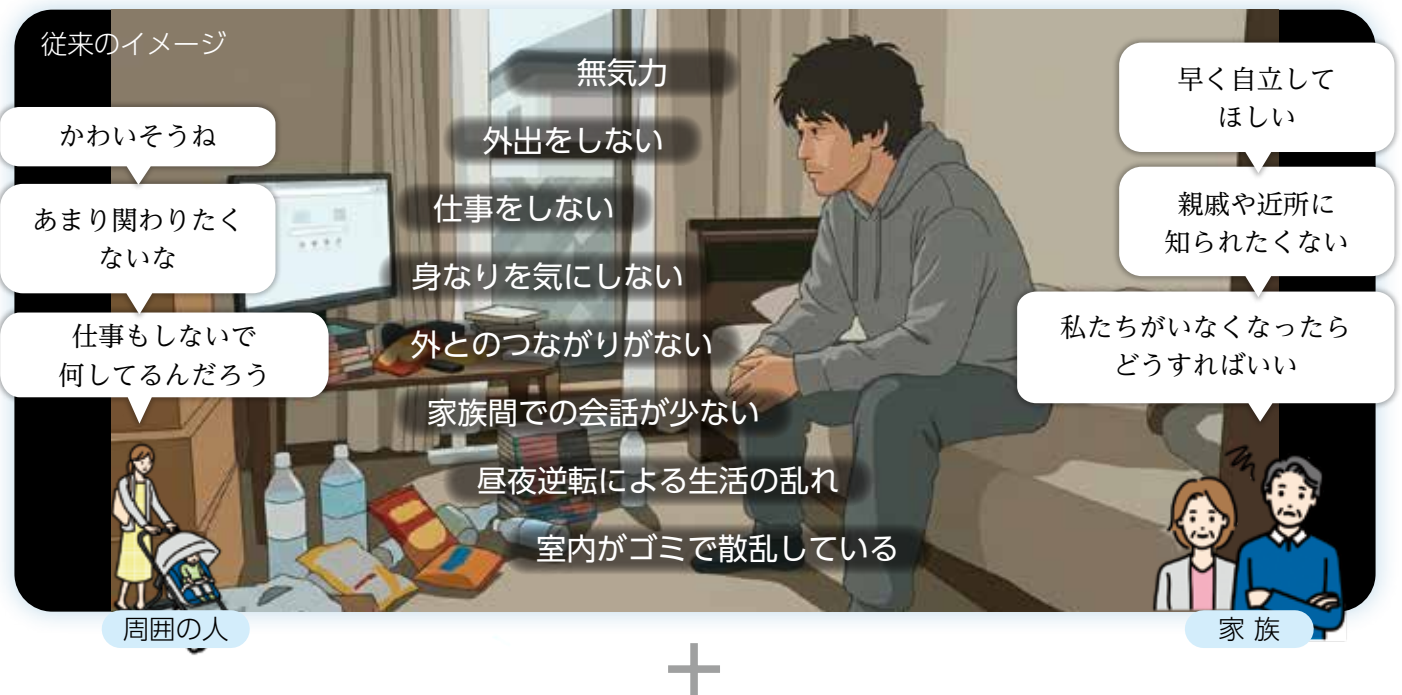 従来のイメージ
無気力
外出をしない
仕事をしない
身なりを気にしない
外とのつながりがない
家族間での会話が少ない
昼夜逆転による生活の乱れ
室内がゴミで散乱している
かわいそうね
あまり関わりたく
ないな
仕事もしないで
何してるんだろう
周囲の人
早く自立して
ほしい
親戚や近所に
知られたくない
私たちがいなくなったら
どうすればいい
家族
+